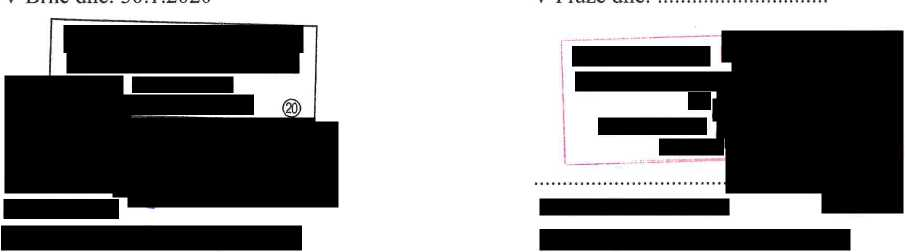 V Brně dne: 30.1.2020
V Praze dne: ..............................
⑳
..................................